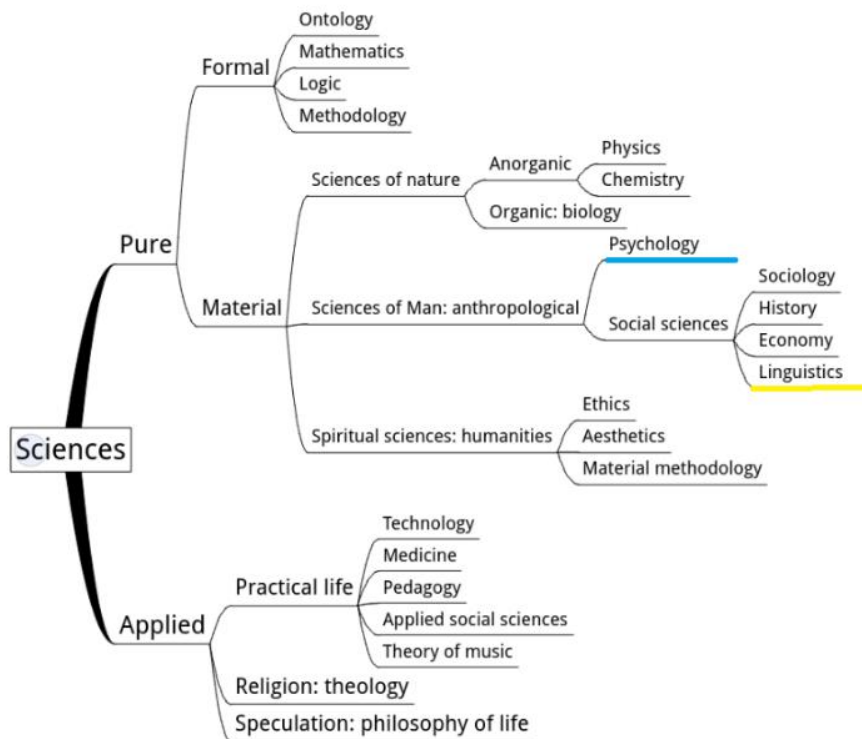 Ontology
Mathematics
Formal
Logic
Methodology
Physics
Anorganic
Chemistry
Sciences of nature
Organic: biology
Pure
Psychology
Sociology
Material
Sciences of Man: anthropological
History
Social sciences
Economy
Linguistics
Ethics
Spiritual sciences: humanities
Aesthetics
Material methodology
Sciences
Technology
Medicine
Practical life
Pedagogy
Applied
Applied social sciences
Theory of music
Religion: theology
Speculation: philosophy of life